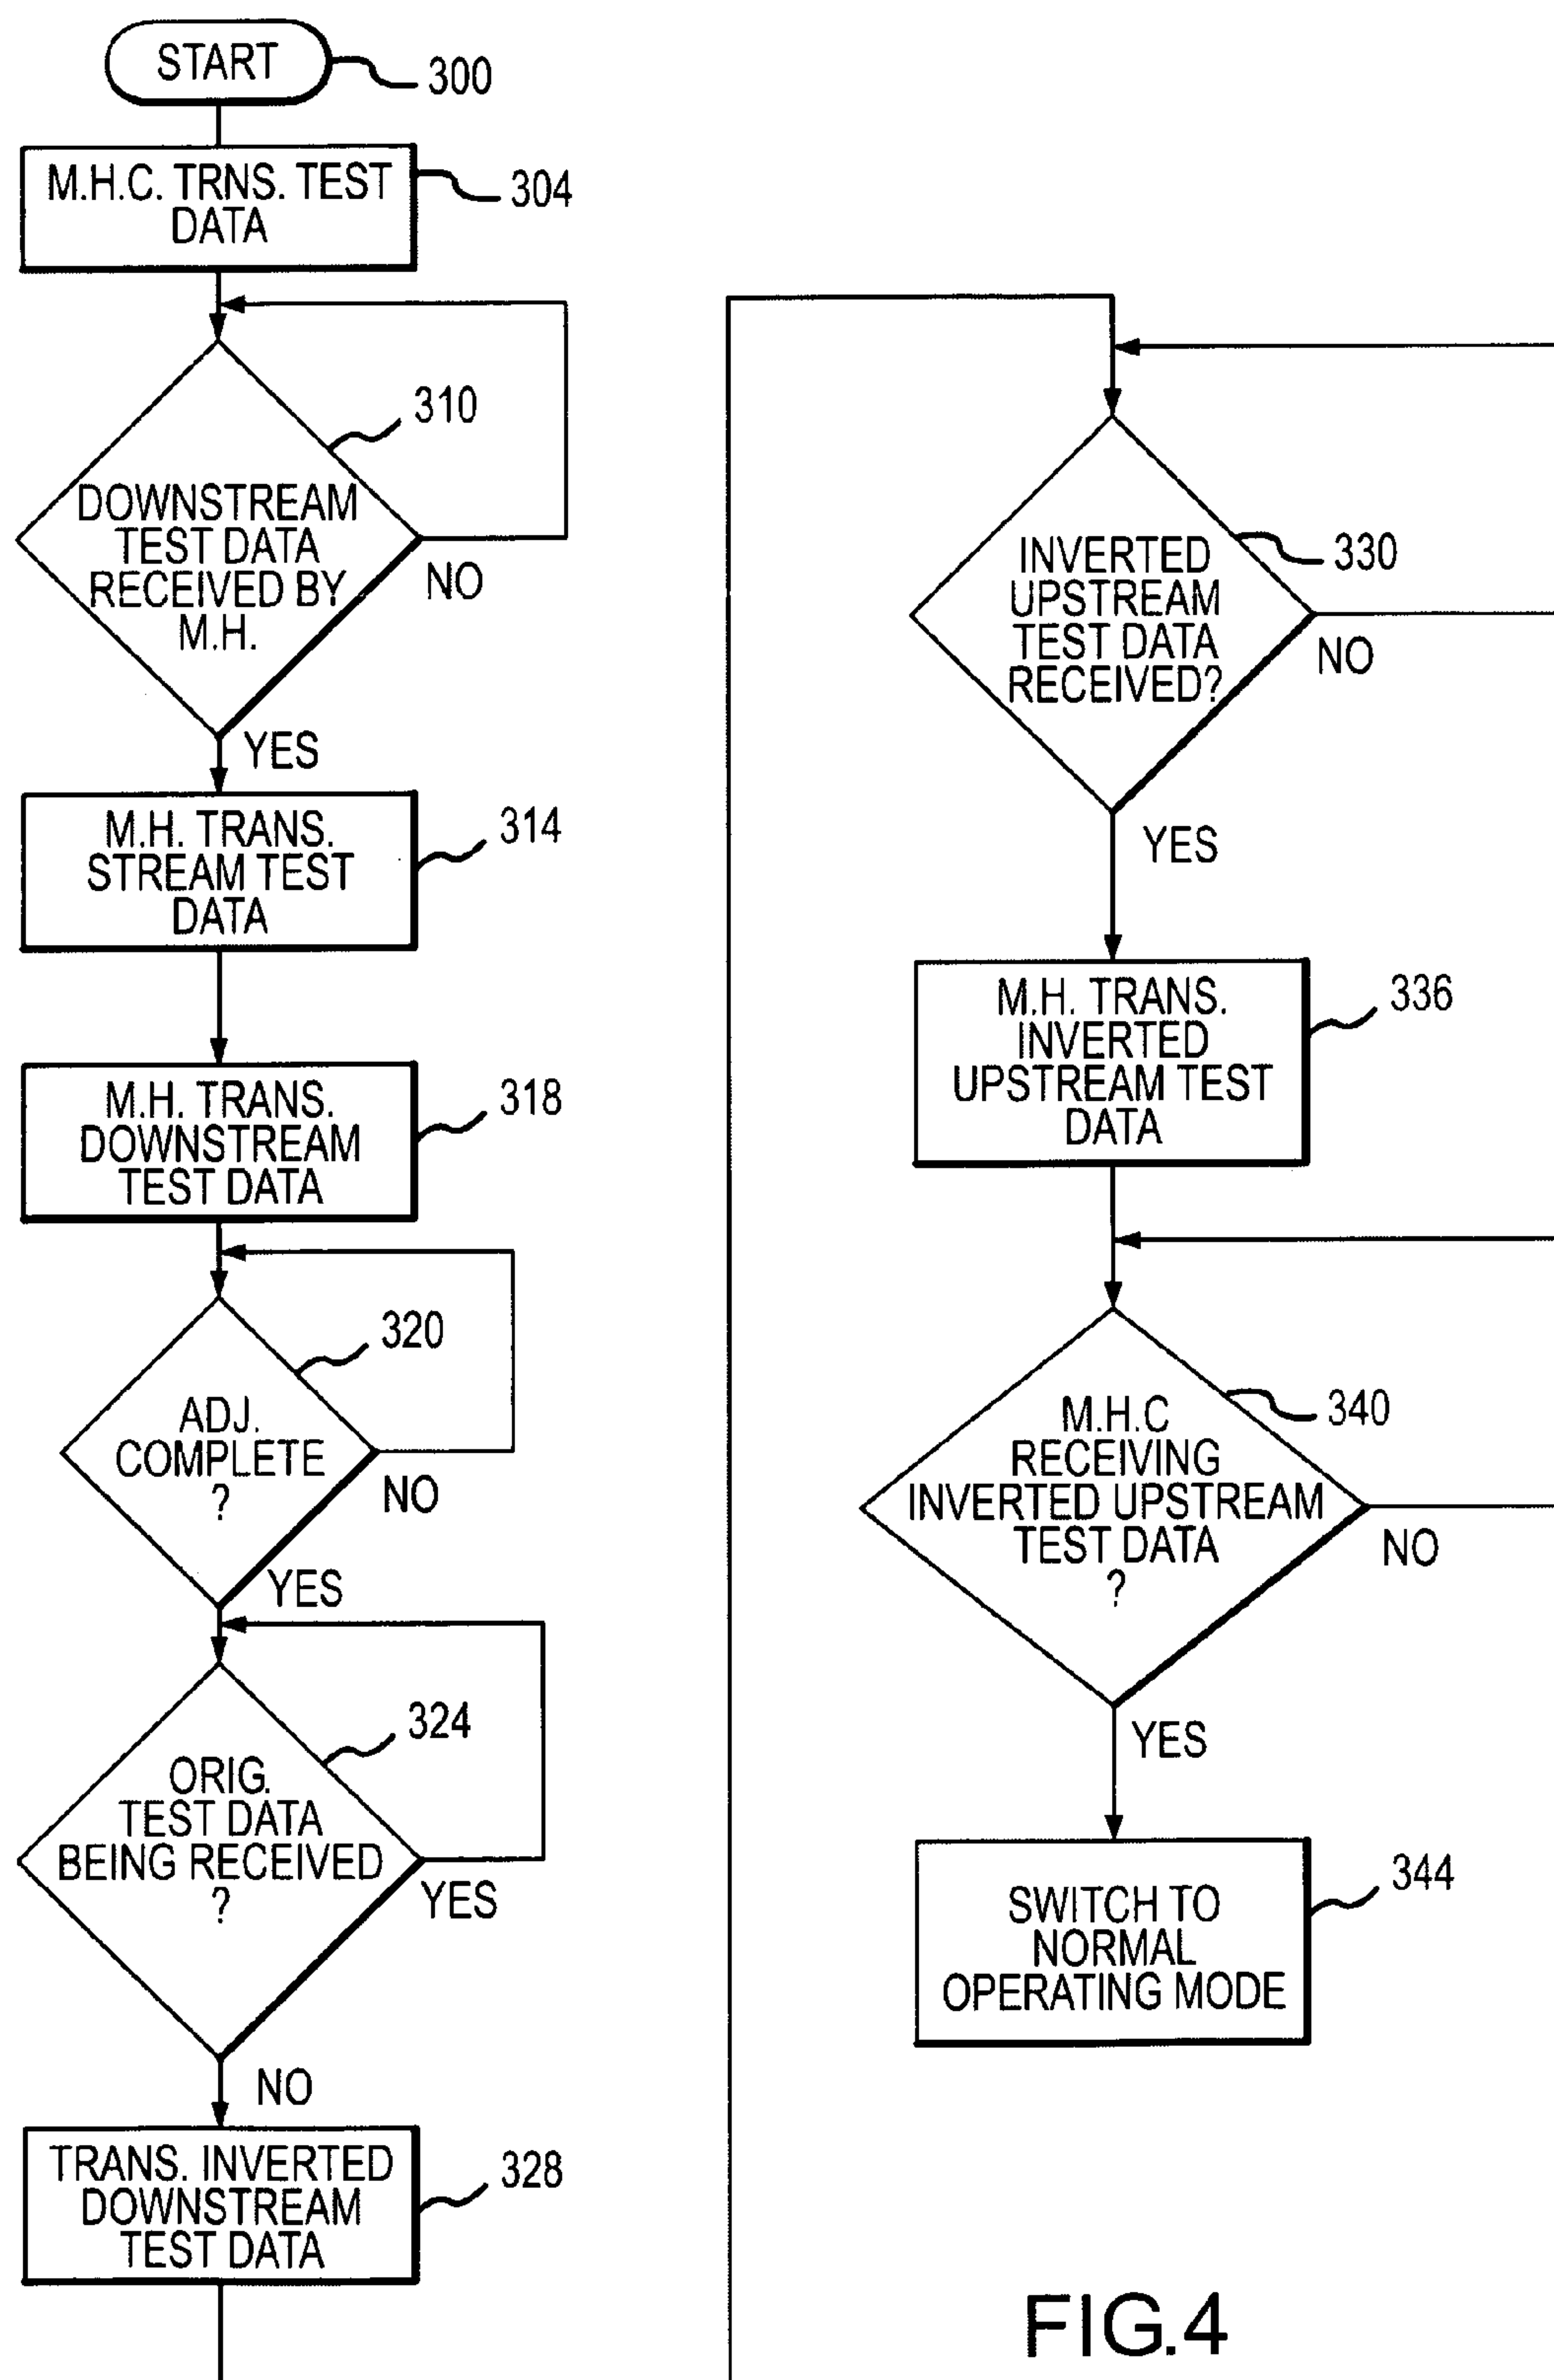 START
300
M.H.C. TRNS. TEST
DATA
304
310
DOWNSTREAM
TEST DATA
RECEIVED BY
M.H.
NO
YES
M.H. TRANS.
STREAM TEST
DATA
314
M.H. TRANS.
DOWNSTREAM
TEST DATA
318
320
ADJ.
COMPLETE
?
NO
YES
324
ORIG.
TEST DATA
BEING RECEIVED
?
YES
NO
TRANS. INVERTED
DOWNSTREAM
TEST DATA
328
330
INVERTED
UPSTREAM
TEST DATA
RECEIVED?
NO
YES
M.H. TRANS.
INVERTED
UPSTREAM TEST
DATA
336
340
M.H.C
RECEIVING
INVERTED UPSTREAM
TEST DATA
?
NO
YES
SWITCH TO
NORMAL
OPERATING MODE
344
FIG.4